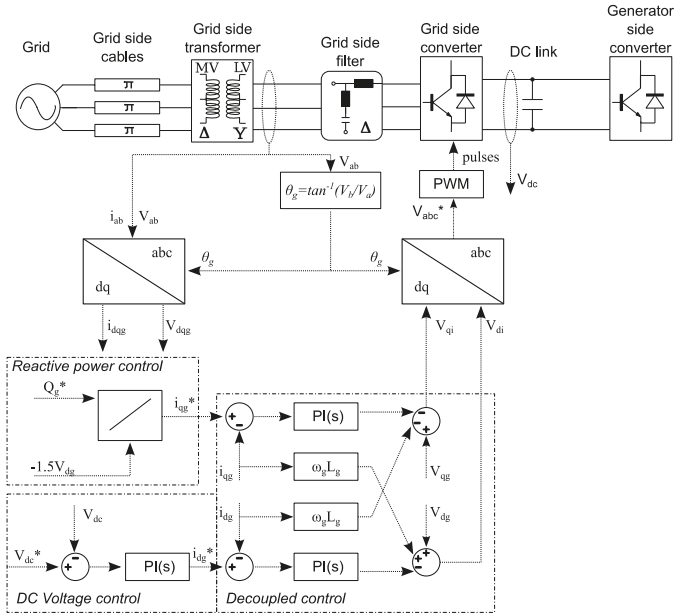 Grid
Grid side cables
Grid side transformer
Grid side filter
Grid side converter
DC link
Generator side converter
MV LV
π
π
π
Δ Y
Δ
V_ab
θ_g=tan⁻¹(V_b/V_a)
pulses
PWM
V_abc*
V_dc
i_ab V_ab
abc
dq
θ_g
θ_g
abc
dq
i_dqg
V_dqg
V_qi
V_di
Reactive power control
Q_g*
i_qg*
-1.5V_dg
+ -
PI(s)
- - +
i_qg
ω_gL_g
V_qg
i_dg
ω_gL_g
V_dg
V_dc
V_dc*
+ -
PI(s)
i_dg*
+ -
PI(s)
- + +
DC Voltage control
Decoupled control